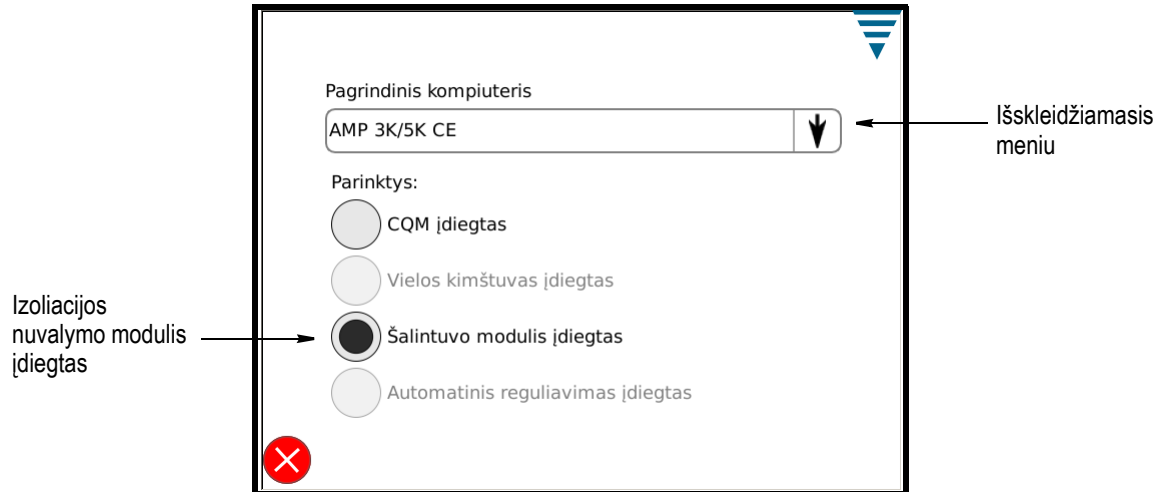 Pagrindinis kompiuteris
AMP 3K/5K CE
Išskleidžiamasis
meniu
Parinktys:
CQM įdiegtas
Vielos kimštuvas įdiegtas
Izoliacijos
nuvalymo modulis
įdiegtas
Šalintuvo modulis įdiegtas
Automatinis reguliavimas įdiegtas